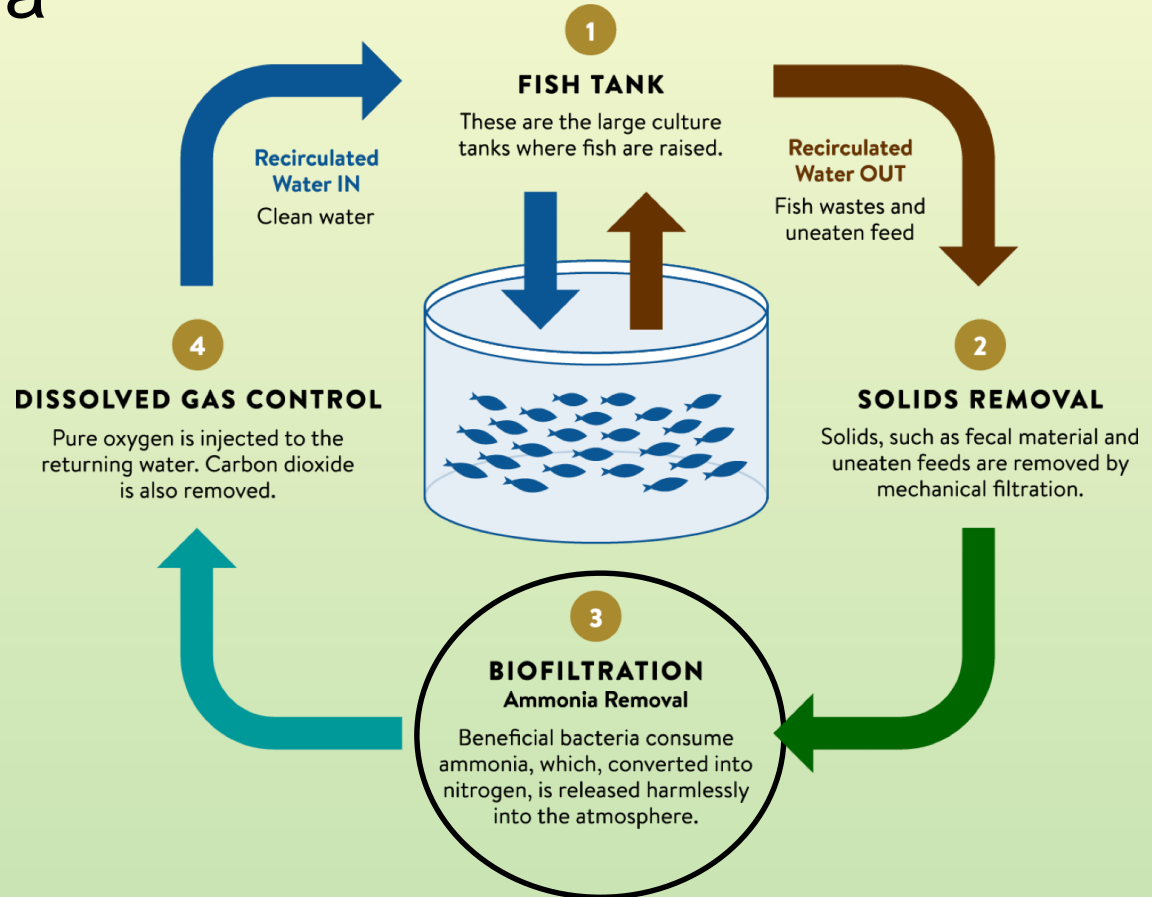 a
1
FISH TANK
These are the large culture
tanks where fish are raised.
Recirculated
Water IN
Clean water
Recirculated
Water OUT
Fish wastes and
uneaten feed
2
SOLIDS REMOVAL
Solids, such as fecal material and
uneaten feeds are removed by
mechanical filtration.
3
BIOFILTRATION
Ammonia Removal
Beneficial bacteria consume
ammonia, which, converted into
nitrogen, is released harmlessly
into the atmosphere.
4
DISSOLVED GAS CONTROL
Pure oxygen is injected to the
returning water. Carbon dioxide
is also removed.